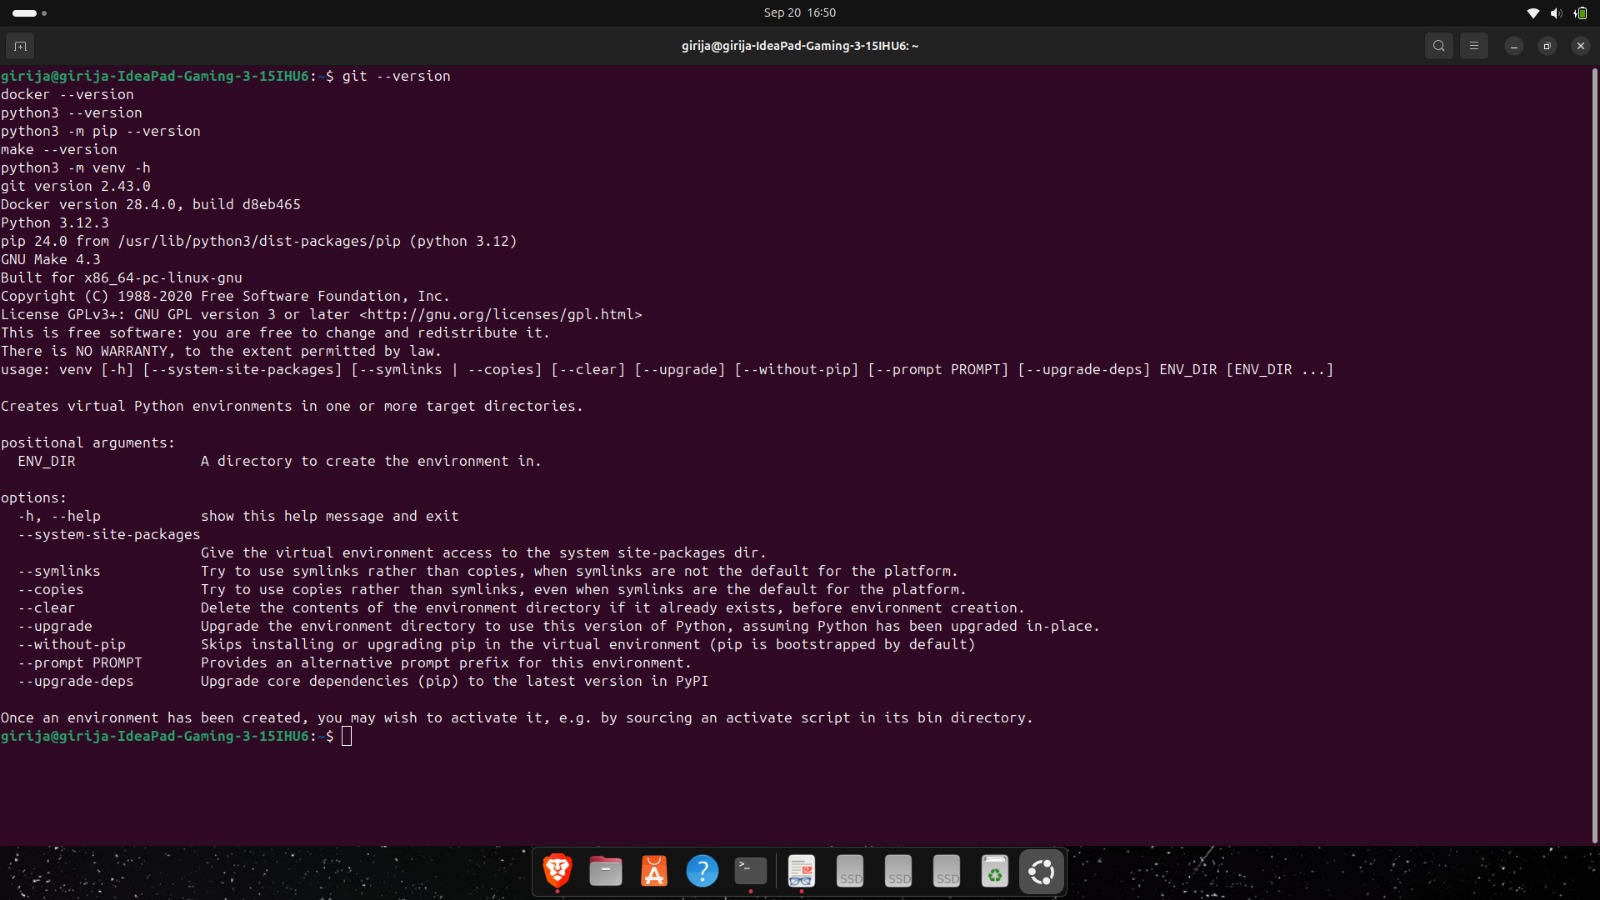 Sep 20 16:50
girija@girija-IdeaPad-Gaming-3-15IHU6: ~
girija@girija-IdeaPad-Gaming-3-15IHU6:~$ git --version
docker --version
python3 --version
python3 -m pip --version
make --version
python3 -m venv -h
git version 2.43.0
Docker version 28.4.0, build d8eb465
Python 3.12.3
pip 24.0 from /usr/lib/python3/dist-packages/pip (python 3.12)
GNU Make 4.3
Built for x86_64-pc-linux-gnu
Copyright (C) 1988-2020 Free Software Foundation, Inc.
License GPLv3+: GNU GPL version 3 or later <http://gnu.org/licenses/gpl.html>
This is free software: you are free to change and redistribute it.
There is NO WARRANTY, to the extent permitted by law.
usage: venv [-h] [--system-site-packages] [--symlinks | --copies] [--clear] [--upgrade] [--without-pip] [--prompt PROMPT] [--upgrade-deps] ENV_DIR [ENV_DIR ...]
Creates virtual Python environments in one or more target directories.
positional arguments:
ENV_DIR A directory to create the environment in.
options:
-h, --help show this help message and exit
--system-site-packages
Give the virtual environment access to the system site-packages dir.
--symlinks Try to use symlinks rather than copies, when symlinks are not the default for the platform.
--copies Try to use copies rather than symlinks, even when symlinks are the default for the platform.
--clear Delete the contents of the environment directory if it already exists, before environment creation.
--upgrade Upgrade the environment directory to use this version of Python, assuming Python has been upgraded in-place.
--without-pip Skips installing or upgrading pip in the virtual environment (pip is bootstrapped by default)
--prompt PROMPT Provides an alternative prompt prefix for this environment.
--upgrade-deps Upgrade core dependencies (pip) to the latest version in PyPI
Once an environment has been created, you may wish to activate it, e.g. by sourcing an activate script in its bin directory.
girija@girija-IdeaPad-Gaming-3-15IHU6:~$
SSD SSD SSD